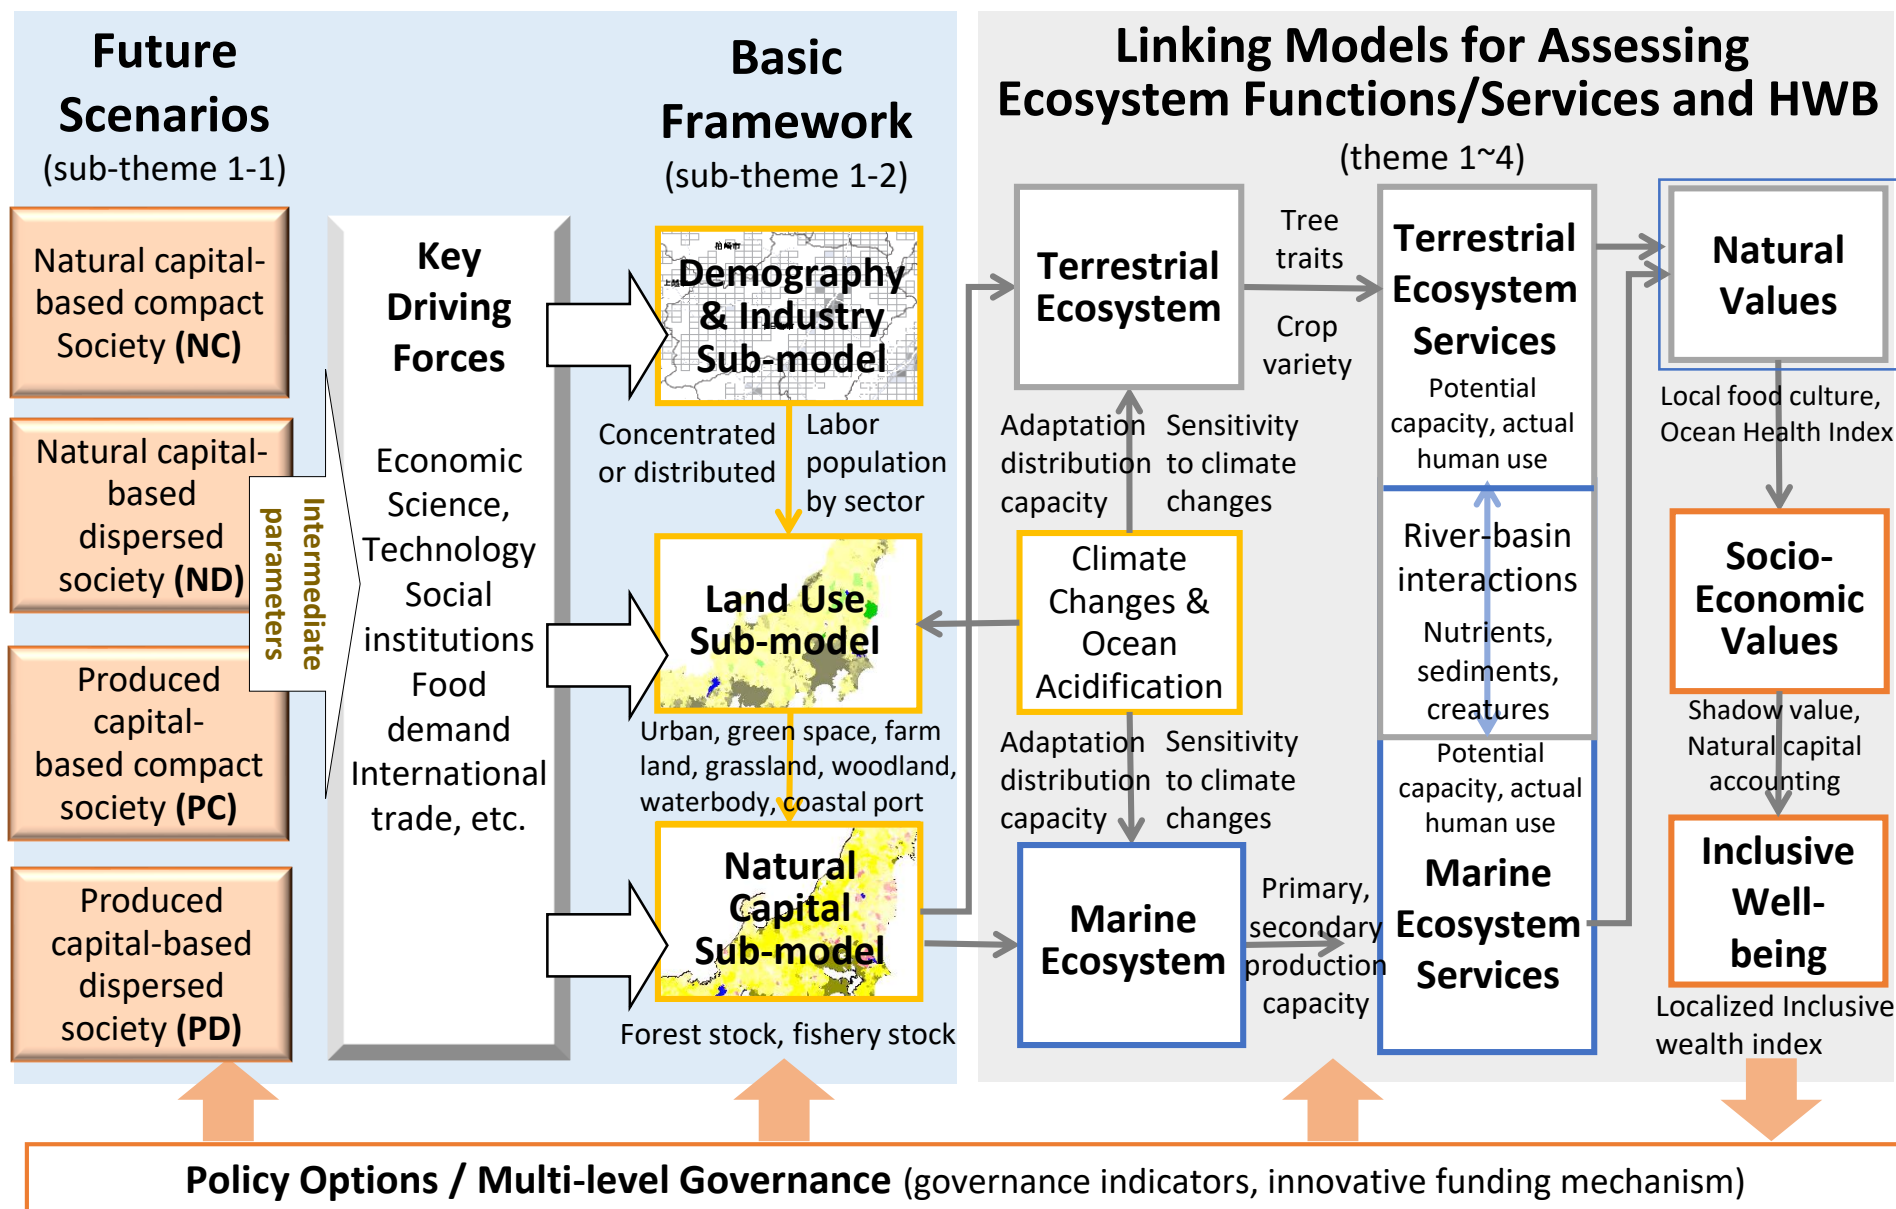 Future
Scenarios
(sub-theme 1-1)
Natural capital-
based compact
Society (NC)
Natural capital-
based
dispersed
society (ND)
Produced
capital-
based compact
society (PC)
Produced
capital-based
dispersed
society (PD)
Intermediate
parameters
Key
Driving
Forces
Economic
Science,
Technology
Social
institutions
Food
demand
International
trade, etc.
Basic
Framework
(sub-theme 1-2)
Demography
& Industry
Sub-model
Concentrated
or distributed
Labor
population
by sector
Land Use
Sub-model
Urban, green space, farm
land, grassland, woodland,
waterbody, coastal port
Natural
Capital
Sub-model
Forest stock, fishery stock
Linking Models for Assessing
Ecosystem Functions/Services and HWB
(theme 1~4)
Terrestrial
Ecosystem
Tree
traits
Crop
variety
Adaptation
distribution
capacity
Sensitivity
to climate
changes
Climate
Changes &
Ocean
Acidification
Adaptation
distribution
capacity
Sensitivity
to climate
changes
Marine
Ecosystem
Primary,
secondary
production
capacity
Terrestrial
Ecosystem
Services
Potential
capacity, actual
human use
River-basin
interactions
Nutrients,
sediments,
creatures
Potential
capacity, actual
human use
Marine
Ecosystem
Services
Natural
Values
Local food culture,
Ocean Health Index
Socio-
Economic
Values
Shadow value,
Natural capital
accounting
Inclusive
Well-
being
Localized Inclusive
wealth index
Policy Options / Multi-level Governance (governance indicators, innovative funding mechanism)